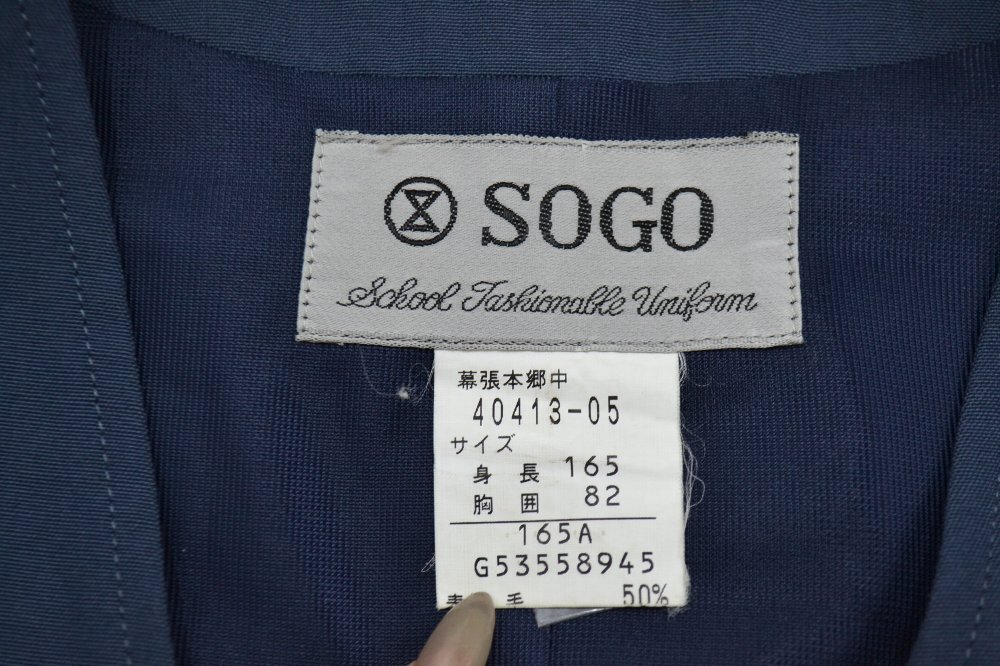 SOGO
School Fashionable Uniform
幕張本郷中
40413-05
サイズ
身長 165
胸囲 82
165A
G53558945
表 毛 50%